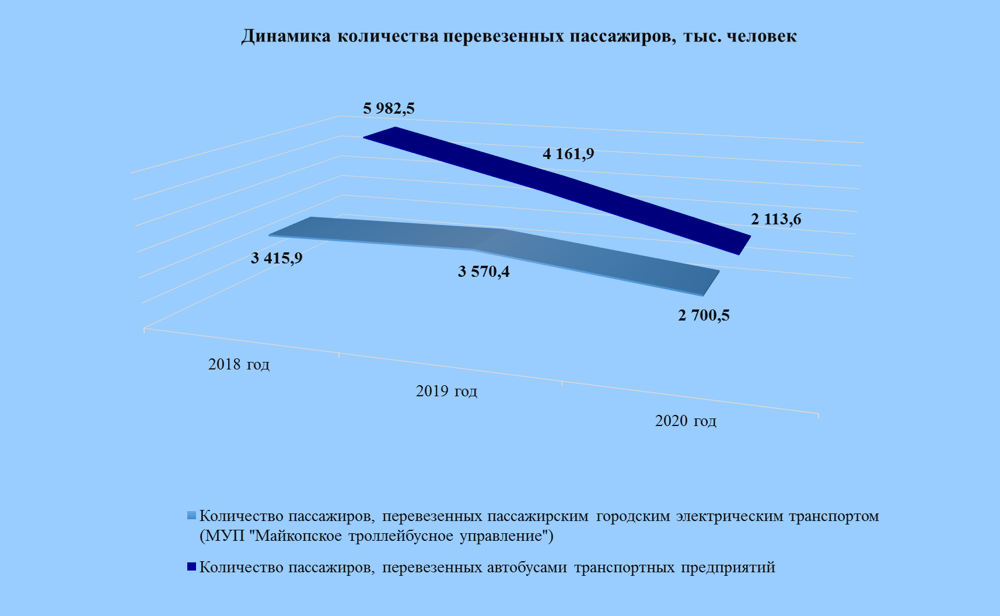 Динамика количества перевезенных пассажиров, тыс. человек
5 982,5
4 161,9
2 113,6
3 415,9
3 570,4
2 700,5
2018 год
2019 год
2020 год
Количество пассажиров, перевезенных пассажирским городским электрическим транспортом
(МУП "Майкопское троллейбусное управление")
Количество пассажиров, перевезенных автобусами транспортных предприятий